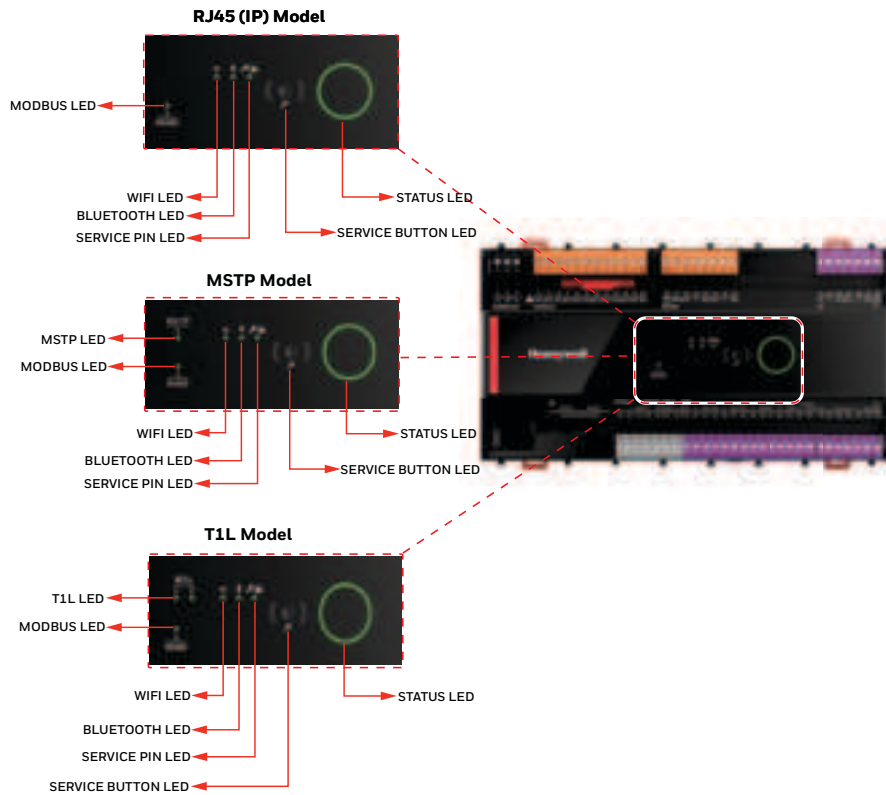 RJ45 (IP) Model
MODBUS LED
WIFI LED
STATUS LED
BLUETOOTH LED
SERVICE BUTTON LED
SERVICE PIN LED
MSTP Model
MSTP LED
MODBUS LED
WIFI LED
STATUS LED
BLUETOOTH LED
SERVICE BUTTON LED
SERVICE PIN LED
T1L Model
T1L LED
MODBUS LED
WIFI LED
STATUS LED
BLUETOOTH LED
SERVICE PIN LED
SERVICE BUTTON LED
Honeywell